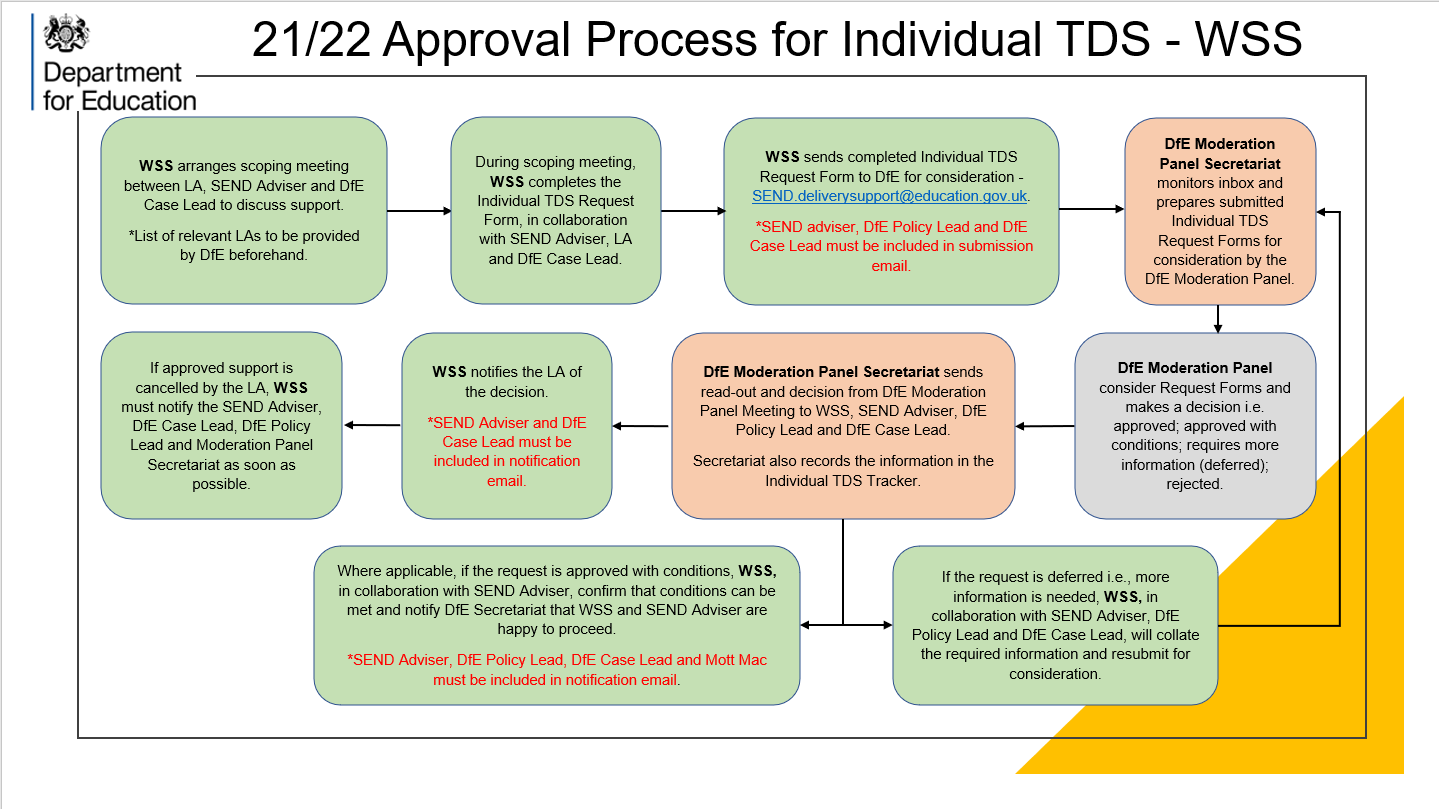 21/22 Approval Process for Individual TDS - WSS
Department
for Education
WSS arranges scoping meeting
between LA, SEND Adviser and DfE
Case Lead to discuss support.
*List of relevant LAs to be provided
by DfE beforehand.
During scoping meeting,
WSS completes the
Individual TDS Request
Form, in collaboration
with SEND Adviser, LA
and DfE Case Lead.
WSS sends completed Individual TDS
Request Form to DfE for consideration -
SEND.deliverysupport@education.gov.uk.
*SEND adviser, DfE Policy Lead and DfE
Case Lead must be included in submission
email.
DfE Moderation
Panel Secretariat
monitors inbox and
prepares submitted
Individual TDS
Request Forms for
consideration by the
DfE Moderation Panel.
If approved support is
cancelled by the LA, WSS
must notify the SEND Adviser,
DfE Case Lead, DfE Policy
Lead and Moderation Panel
Secretariat as soon as
possible.
WSS notifies the LA of
the decision.
*SEND Adviser and DfE
Case Lead must be
included in notification
email.
DfE Moderation Panel Secretariat sends
read-out and decision from DfE Moderation
Panel Meeting to WSS, SEND Adviser, DfE
Policy Lead and DfE Case Lead.
Secretariat also records the information in the
Individual TDS Tracker.
DfE Moderation Panel
consider Request Forms and
makes a decision i.e.
approved; approved with
conditions; requires more
information (deferred);
rejected.
Where applicable, if the request is approved with conditions, WSS,
in collaboration with SEND Adviser, confirm that conditions can be
met and notify DfE Secretariat that WSS and SEND Adviser are
happy to proceed.
*SEND Adviser, DfE Policy Lead, DfE Case Lead and Mott Mac
must be included in notification email.
If the request is deferred i.e., more
information is needed, WSS, in
collaboration with SEND Adviser, DfE
Policy Lead and DfE Case Lead, will collate
the required information and resubmit for
consideration.